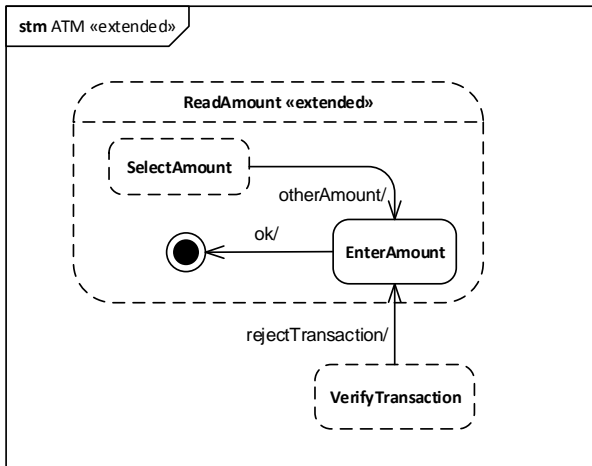 stm ATM «extended»
ReadAmount «extended»
SelectAmount
otherAmount/
ok/
EnterAmount
rejectTransaction/
VerifyTransaction